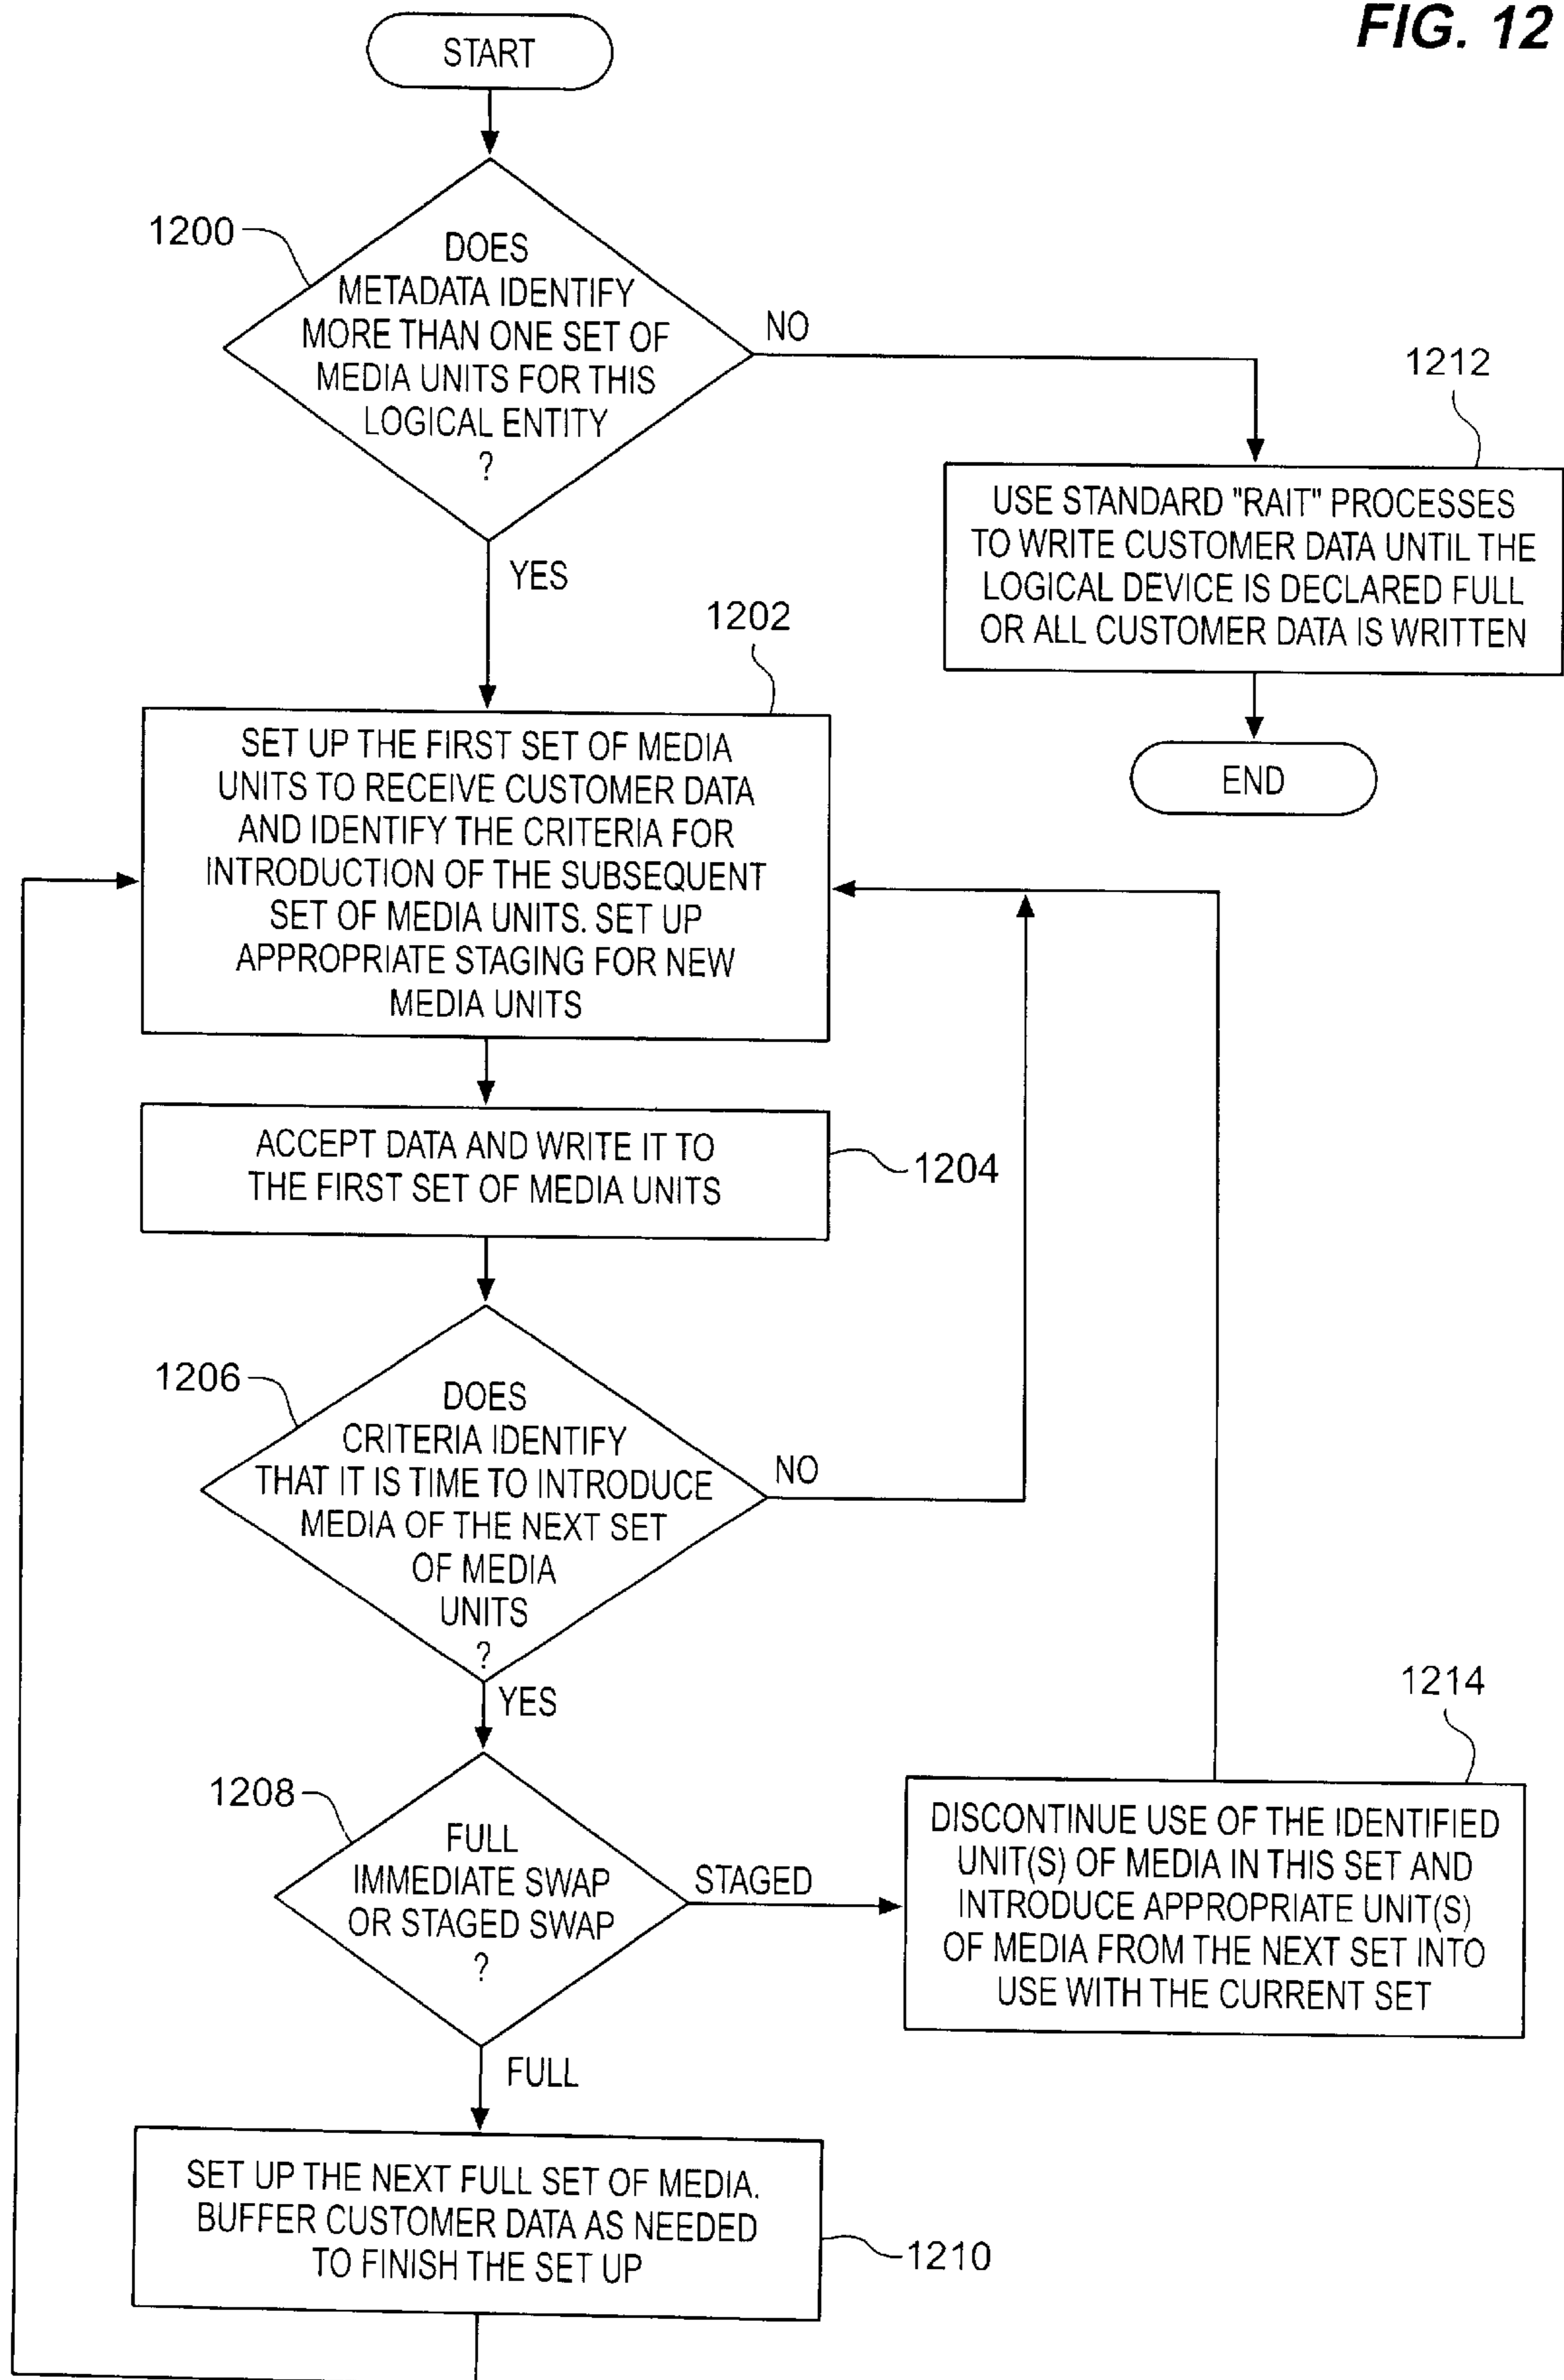 FIG. 12
START
1200
DOES
METADATA IDENTIFY
MORE THAN ONE SET OF
MEDIA UNITS FOR THIS
LOGICAL ENTITY
?
NO
YES
1212
USE STANDARD "RAIT" PROCESSES
TO WRITE CUSTOMER DATA UNTIL THE
LOGICAL DEVICE IS DECLARED FULL
OR ALL CUSTOMER DATA IS WRITTEN
END
1202
SET UP THE FIRST SET OF MEDIA
UNITS TO RECEIVE CUSTOMER DATA
AND IDENTIFY THE CRITERIA FOR
INTRODUCTION OF THE SUBSEQUENT
SET OF MEDIA UNITS. SET UP
APPROPRIATE STAGING FOR NEW
MEDIA UNITS
ACCEPT DATA AND WRITE IT TO
THE FIRST SET OF MEDIA UNITS
1204
1206
DOES
CRITERIA IDENTIFY
THAT IT IS TIME TO INTRODUCE
MEDIA OF THE NEXT SET
OF MEDIA
UNITS
?
NO
YES
1208
FULL
IMMEDIATE SWAP
OR STAGED SWAP
?
STAGED
FULL
1214
DISCONTINUE USE OF THE IDENTIFIED
UNIT(S) OF MEDIA IN THIS SET AND
INTRODUCE APPROPRIATE UNIT(S)
OF MEDIA FROM THE NEXT SET INTO
USE WITH THE CURRENT SET
SET UP THE NEXT FULL SET OF MEDIA.
BUFFER CUSTOMER DATA AS NEEDED
TO FINISH THE SET UP
1210